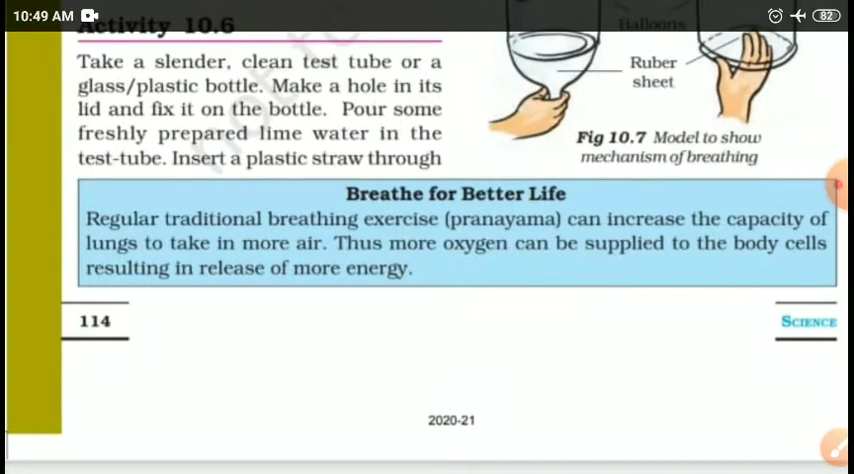 10:49 AM
82
Activity 10.6
Take a slender, clean test tube or a
glass/plastic bottle. Make a hole in its
lid and fix it on the bottle. Pour some
freshly prepared lime water in the
test-tube. Insert a plastic straw through
Balloons
Ruber
sheet
Fig 10.7 Model to show
mechanism of breathing
Breathe for Better Life
Regular traditional breathing exercise (pranayama) can increase the capacity of
lungs to take in more air. Thus more oxygen can be supplied to the body cells
resulting in release of more energy.
114
SCIENCE
2020-21